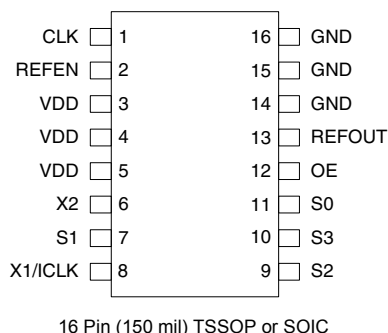 CLK 1 16 GND
REFEN 2 15 GND
VDD 3 14 GND
VDD 4 13 REFOUT
VDD 5 12 OE
X2 6 11 S0
S1 7 10 S3
X1/ICLK 8 9 S2
16 Pin (150 mil) TSSOP or SOIC